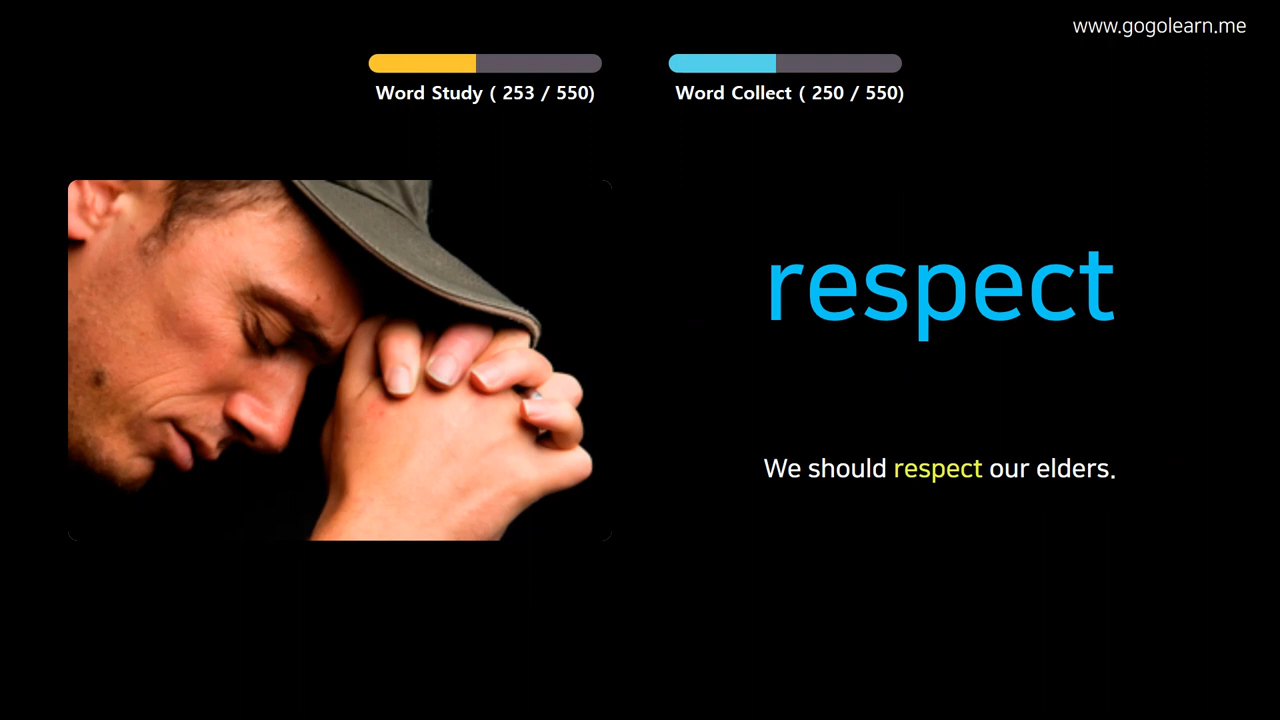 www.gogolearn.me
Word Study ( 253 / 550)
Word Collect ( 250 / 550)
respect
We should respect our elders.